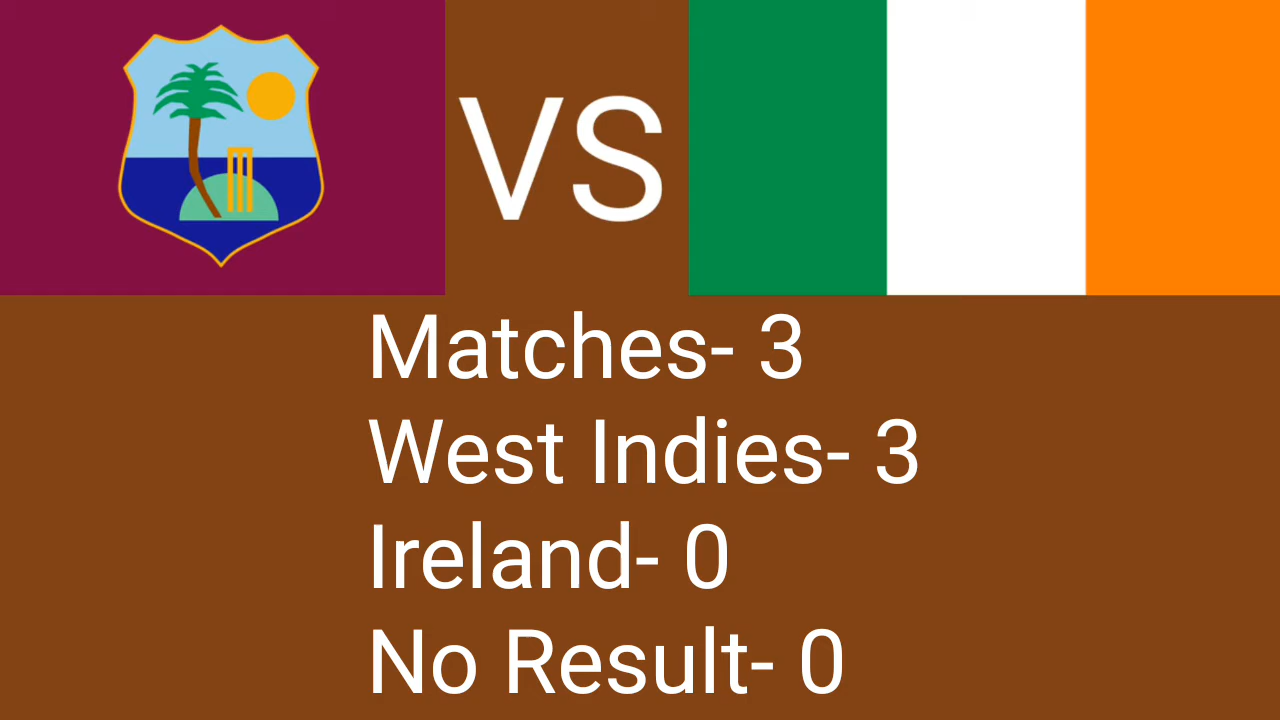 VS
Matches- 3
West Indies- 3
Ireland- 0
No Result- 0